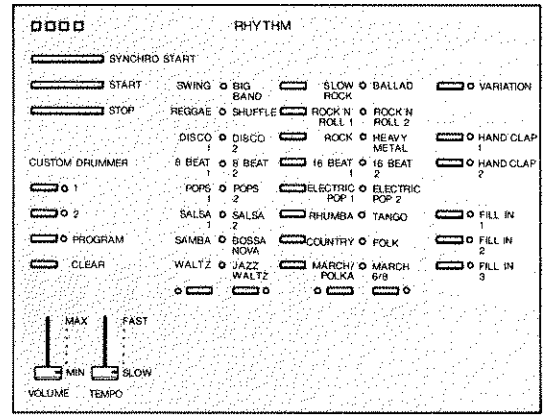 RHYTHM
SYNCHRO START
START SWING BIG BAND SLOW ROCK BALLAD VARIATION
STOP REGGAE SHUFFLE ROCK'N ROLL 1 ROCK'N ROLL 2
DISCO 1 DISCO 2 ROCK HEAVY METAL HAND CLAP 1
CUSTOM DRUMMER 8 BEAT 1 8 BEAT 2 16 BEAT 1 16 BEAT 2 HAND CLAP 2
1 POPS 1 POPS 2 ELECTRIC POP 1 ELECTRIC POP 2
2 SALSA 1 SALSA 2 RHUMBA TANGO FILL IN 1
PROGRAM SAMBA BOSSA NOVA COUNTRY FOLK FILL IN 2
CLEAR WALTZ JAZZ WALTZ MARCH/ POLKA MARCH 6/8 FILL IN 3
MAX FAST
MIN SLOW
VOLUME TEMPO